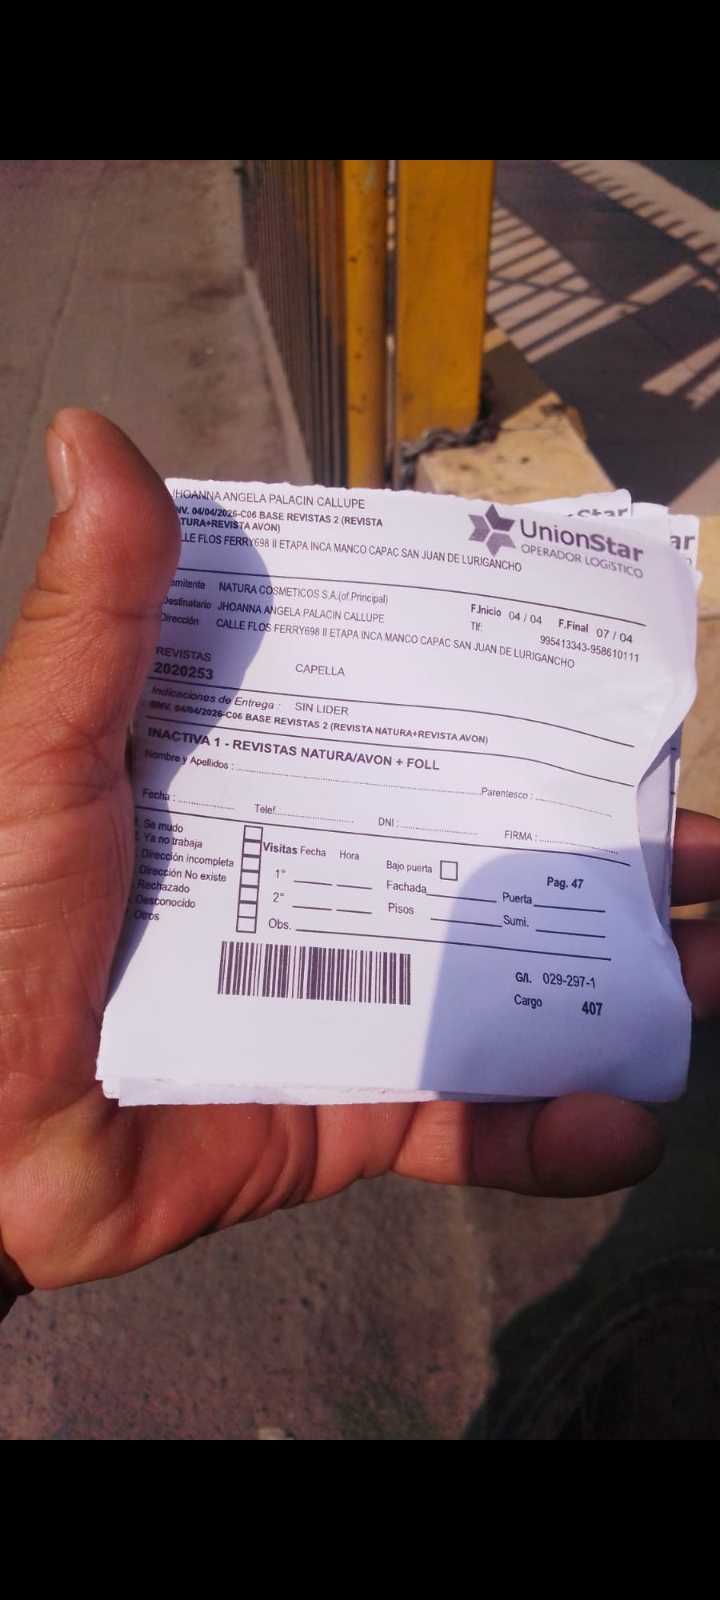 JHOANNA ANGELA PALACIN CALLUPE
NV. 04/04/2026-C06 BASE REVISTAS 2 (REVISTA
TURA+REVISTA AVON)
LLE FLOS FERRY698 II ETAPA INCA MANCO CAPAC SAN JUAN DE LURIGANCHO
UnionStar
OPERADOR LOGíSTICO
Star
ar
emitente NATURA COSMETICOS S.A.(of.Principal)
Destinatario JHOANNA ANGELA PALACIN CALLUPE
Dirección CALLE FLOS FERRY698 II ETAPA INCA MANCO CAPAC SAN JUAN DE LURIGANCHO
F.Inicio 04 / 04 F.Final 07 / 04
Tlf: 995413343-958610111
REVISTAS
2020253 CAPELLA
Indicaciones de Entrega : SIN LIDER
04/04/2026-C06 BASE REVISTAS 2 (REVISTA NATURA+REVISTA AVON)
INACTIVA 1 - REVISTAS NATURA/AVON + FOLL
Nombre y Apellidos : Parentesco :
Fecha : Telef. DNI : FIRMA :
Se mudo
Ya no trabaja
Dirección incompleta
Dirección No existe
Rechazado
Desconocido
Otros
Visitas Fecha Hora
1°
2°
Obs.
Bajo puerta
Fachada
Pisos
Pag. 47
Puerta
Sumi.
G/I. 029-297-1
Cargo 407